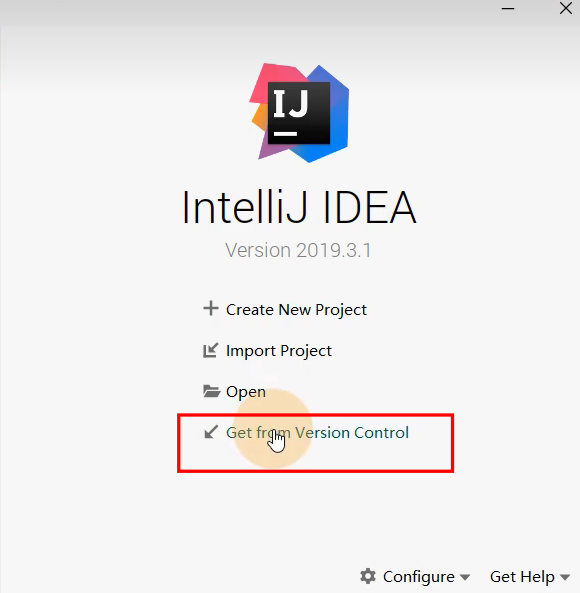 IJ
IntelliJ IDEA
Version 2019.3.1
Create New Project
Import Project
Open
Get from Version Control
Configure
Get Help